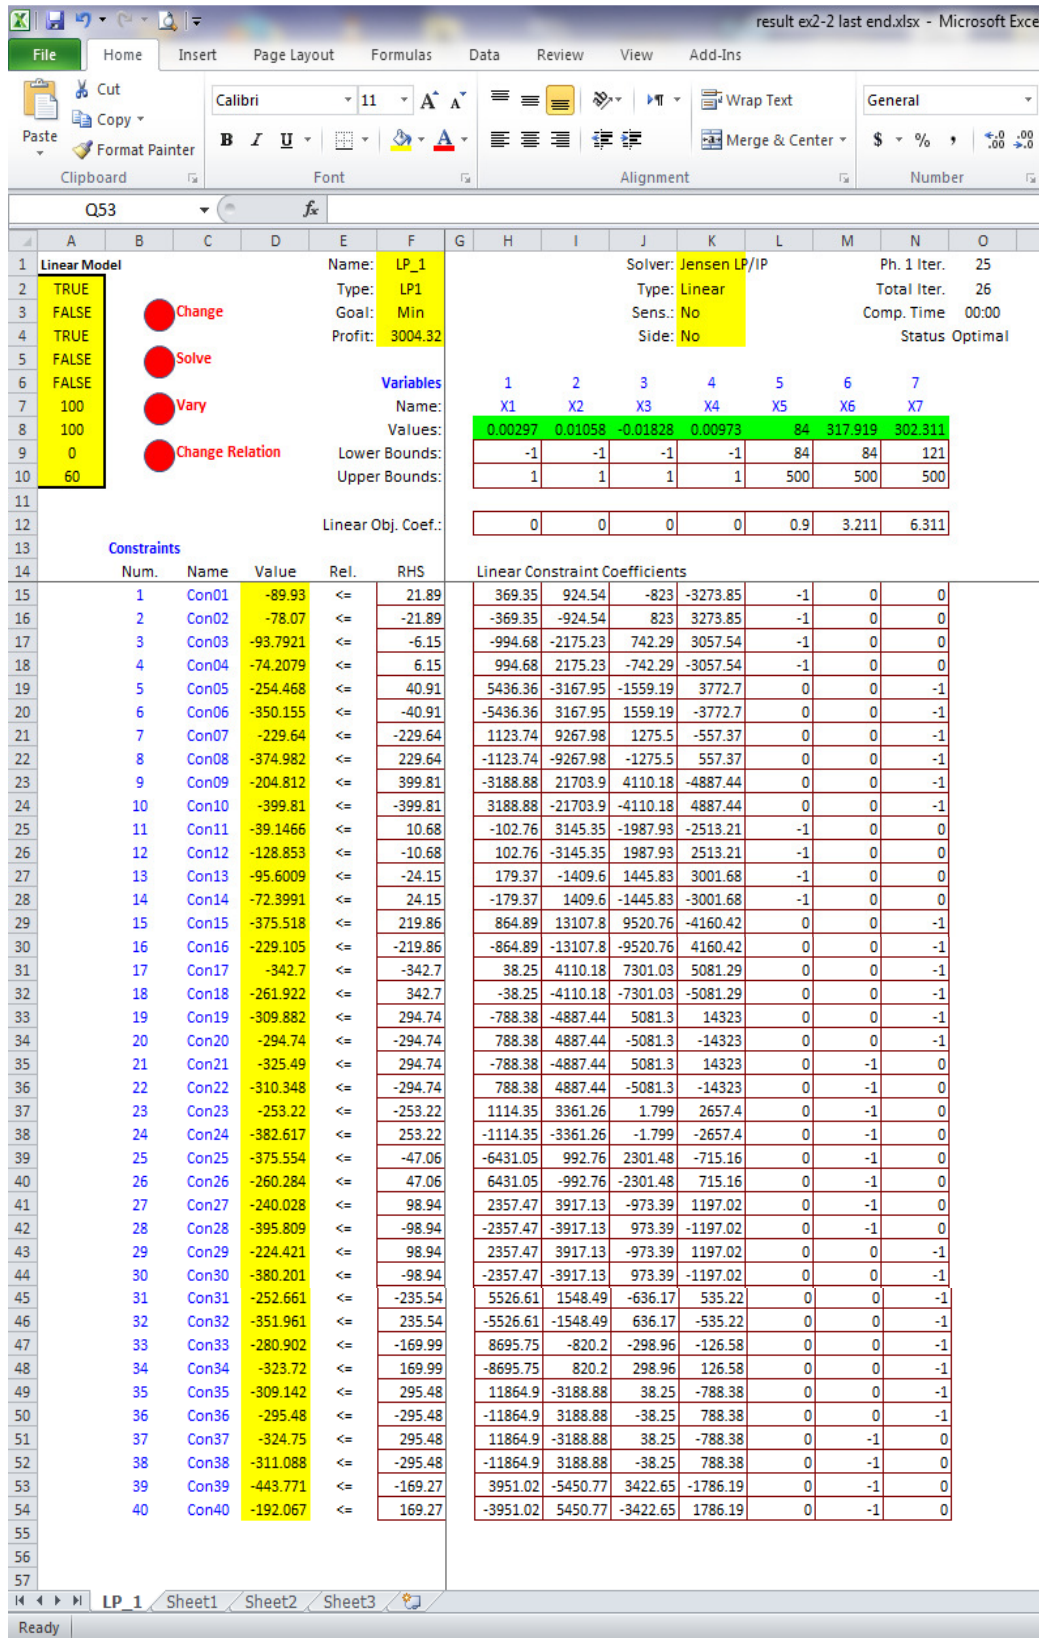 result ex2-2 last end.xlsx - Microsoft Exce
File Home Insert Page Layout Formulas Data Review View Add-Ins
Paste
Cut
Copy
Format Painter
Clipboard
Calibri 11 A A
B I U A
Font
Wrap Text
Merge & Center
Alignment
General
$ % , .0 .00 .00 .0
Number
Q53 fx
A B C D E F G H I J K L M N O
1 Linear Model Name: LP_1 Solver: Jensen LP/IP Ph. 1 Iter. 25
2 TRUE Type: LP1 Type: Linear Total Iter. 26
3 FALSE Change Goal: Min Sens.: No Comp. Time 00:00
4 TRUE Profit: 3004.32 Side: No Status Optimal
5 FALSE Solve
6 FALSE Variables 1 2 3 4 5 6 7
7 100 Vary Name: X1 X2 X3 X4 X5 X6 X7
8 100 Values: 0.00297 0.01058 -0.01828 0.00973 84 317.919 302.311
9 0 Change Relation Lower Bounds: -1 -1 -1 -1 84 84 121
10 60 Upper Bounds: 1 1 1 1 500 500 500
11
12 Linear Obj. Coef.: 0 0 0 0 0.9 3.211 6.311
13 Constraints
14 Num. Name Value Rel. RHS Linear Constraint Coefficients
15 1 Con01 -89.93 <= 21.89 369.35 924.54 -823 -3273.85 -1 0 0
16 2 Con02 -78.07 <= -21.89 -369.35 -924.54 823 3273.85 -1 0 0
17 3 Con03 -93.7921 <= -6.15 -994.68 -2175.23 742.29 3057.54 -1 0 0
18 4 Con04 -74.2079 <= 6.15 994.68 2175.23 -742.29 -3057.54 -1 0 0
19 5 Con05 -254.468 <= 40.91 5436.36 -3167.95 -1559.19 3772.7 0 0 -1
20 6 Con06 -350.155 <= -40.91 -5436.36 3167.95 1559.19 -3772.7 0 0 -1
21 7 Con07 -229.64 <= -229.64 1123.74 9267.98 1275.5 -557.37 0 0 -1
22 8 Con08 -374.982 <= 229.64 -1123.74 -9267.98 -1275.5 557.37 0 0 -1
23 9 Con09 -204.812 <= 399.81 -3188.88 21703.9 4110.18 -4887.44 0 0 -1
24 10 Con10 -399.81 <= -399.81 3188.88 -21703.9 -4110.18 4887.44 0 0 -1
25 11 Con11 -39.1466 <= 10.68 -102.76 3145.35 -1987.93 -2513.21 -1 0 0
26 12 Con12 -128.853 <= -10.68 102.76 -3145.35 1987.93 2513.21 -1 0 0
27 13 Con13 -95.6009 <= -24.15 179.37 -1409.6 1445.83 3001.68 -1 0 0
28 14 Con14 -72.3991 <= 24.15 -179.37 1409.6 -1445.83 -3001.68 -1 0 0
29 15 Con15 -375.518 <= 219.86 864.89 13107.8 9520.76 -4160.42 0 0 -1
30 16 Con16 -229.105 <= -219.86 -864.89 -13107.8 -9520.76 4160.42 0 0 -1
31 17 Con17 -342.7 <= -342.7 38.25 4110.18 7301.03 5081.29 0 0 -1
32 18 Con18 -261.922 <= 342.7 -38.25 -4110.18 -7301.03 -5081.29 0 0 -1
33 19 Con19 -309.882 <= 294.74 -788.38 -4887.44 5081.3 14323 0 0 -1
34 20 Con20 -294.74 <= -294.74 788.38 4887.44 -5081.3 -14323 0 0 -1
35 21 Con21 -325.49 <= 294.74 -788.38 -4887.44 5081.3 14323 0 -1 0
36 22 Con22 -310.348 <= -294.74 788.38 4887.44 -5081.3 -14323 0 -1 0
37 23 Con23 -253.22 <= -253.22 1114.35 3361.26 1.799 2657.4 0 -1 0
38 24 Con24 -382.617 <= 253.22 -1114.35 -3361.26 -1.799 -2657.4 0 -1 0
39 25 Con25 -375.554 <= -47.06 -6431.05 992.76 2301.48 -715.16 0 -1 0
40 26 Con26 -260.284 <= 47.06 6431.05 -992.76 -2301.48 715.16 0 -1 0
41 27 Con27 -240.028 <= 98.94 2357.47 3917.13 -973.39 1197.02 0 -1 0
42 28 Con28 -395.809 <= -98.94 -2357.47 -3917.13 973.39 -1197.02 0 -1 0
43 29 Con29 -224.421 <= 98.94 2357.47 3917.13 -973.39 1197.02 0 0 -1
44 30 Con30 -380.201 <= -98.94 -2357.47 -3917.13 973.39 -1197.02 0 0 -1
45 31 Con31 -252.661 <= -235.54 5526.61 1548.49 -636.17 535.22 0 0 -1
46 32 Con32 -351.961 <= 235.54 -5526.61 -1548.49 636.17 -535.22 0 0 -1
47 33 Con33 -280.902 <= -169.99 8695.75 -820.2 -298.96 -126.58 0 0 -1
48 34 Con34 -323.72 <= 169.99 -8695.75 820.2 298.96 126.58 0 0 -1
49 35 Con35 -309.142 <= 295.48 11864.9 -3188.88 38.25 -788.38 0 0 -1
50 36 Con36 -295.48 <= -295.48 -11864.9 3188.88 -38.25 788.38 0 0 -1
51 37 Con37 -324.75 <= 295.48 11864.9 -3188.88 38.25 -788.38 0 -1 0
52 38 Con38 -311.088 <= -295.48 -11864.9 3188.88 -38.25 788.38 0 -1 0
53 39 Con39 -443.771 <= -169.27 3951.02 -5450.77 3422.65 -1786.19 0 -1 0
54 40 Con40 -192.067 <= 169.27 -3951.02 5450.77 -3422.65 1786.19 0 -1 0
55
56
57
LP_1 Sheet1 Sheet2 Sheet3
Ready